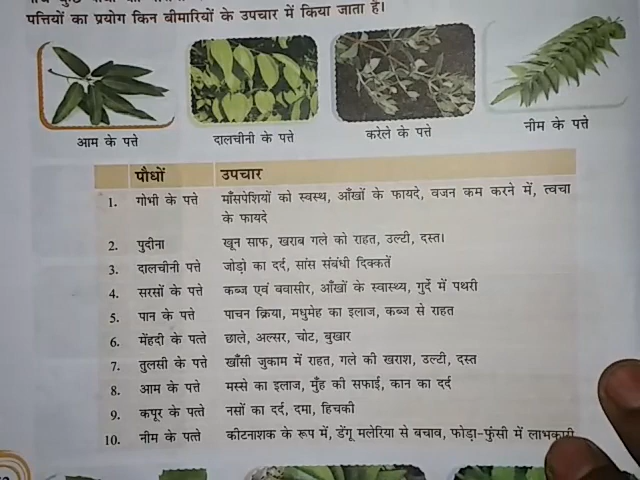 पत्तियों का प्रयोग किन बीमारियों के उपचार में किया जाता है।
आम के पत्ते
दालचीनी के पत्ते
करेले के पत्ते
नीम के पत्ते
पौधों उपचार
1. गोभी के पत्ते माँसपेशियों को स्वस्थ, आँखों के फायदे, वजन कम करने में, त्वचा
के फायदे
2. पुदीना खून साफ, खराब गले को राहत, उल्टी, दस्त।
3. दालचीनी पत्ते जोड़ो का दर्द, सांस संबंधी दिक्कतें
4. सरसों के पत्ते कब्ज एवं बवासीर, आँखों के स्वास्थ्य, गुर्दे में पथरी
5. पान के पत्ते पाचन क्रिया, मधुमेह का इलाज, कब्ज से राहत
6. मेंहदी के पत्ते छाले, अल्सर, चोट, बुखार
7. तुलसी के पत्ते खाँसी जुकाम में राहत, गले की खराश, उल्टी, दस्त
8. आम के पत्ते मस्से का इलाज, मुँह की सफाई, कान का दर्द
9. कपूर के पत्ते नसों का दर्द, दमा, हिचकी
10. नीम के पत्ते कीटनाशक के रूप में, डेंगू मलेरिया से बचाव, फोड़ा-फुंसी में लाभकारी